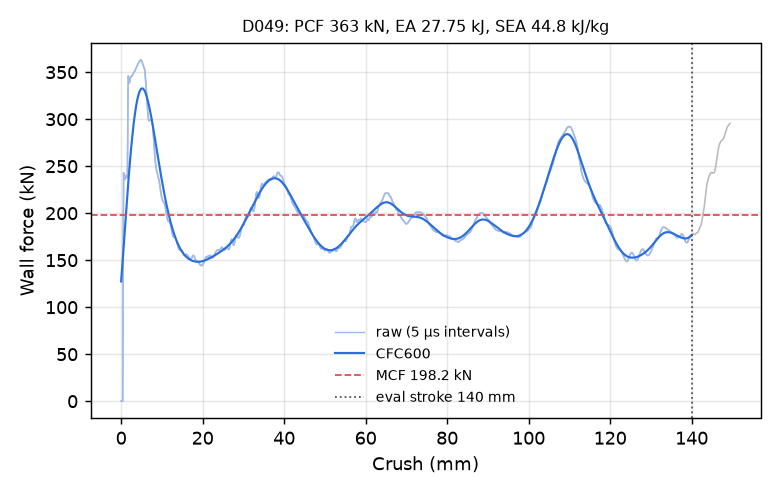 D049: PCF 363 kN, EA 27.75 kJ, SEA 44.8 kJ/kg
Wall force (kN)
350
300
250
200
150
100
50
0
raw (5 µs intervals)
CFC600
MCF 198.2 kN
eval stroke 140 mm
0 20 40 60 80 100 120 140
Crush (mm)